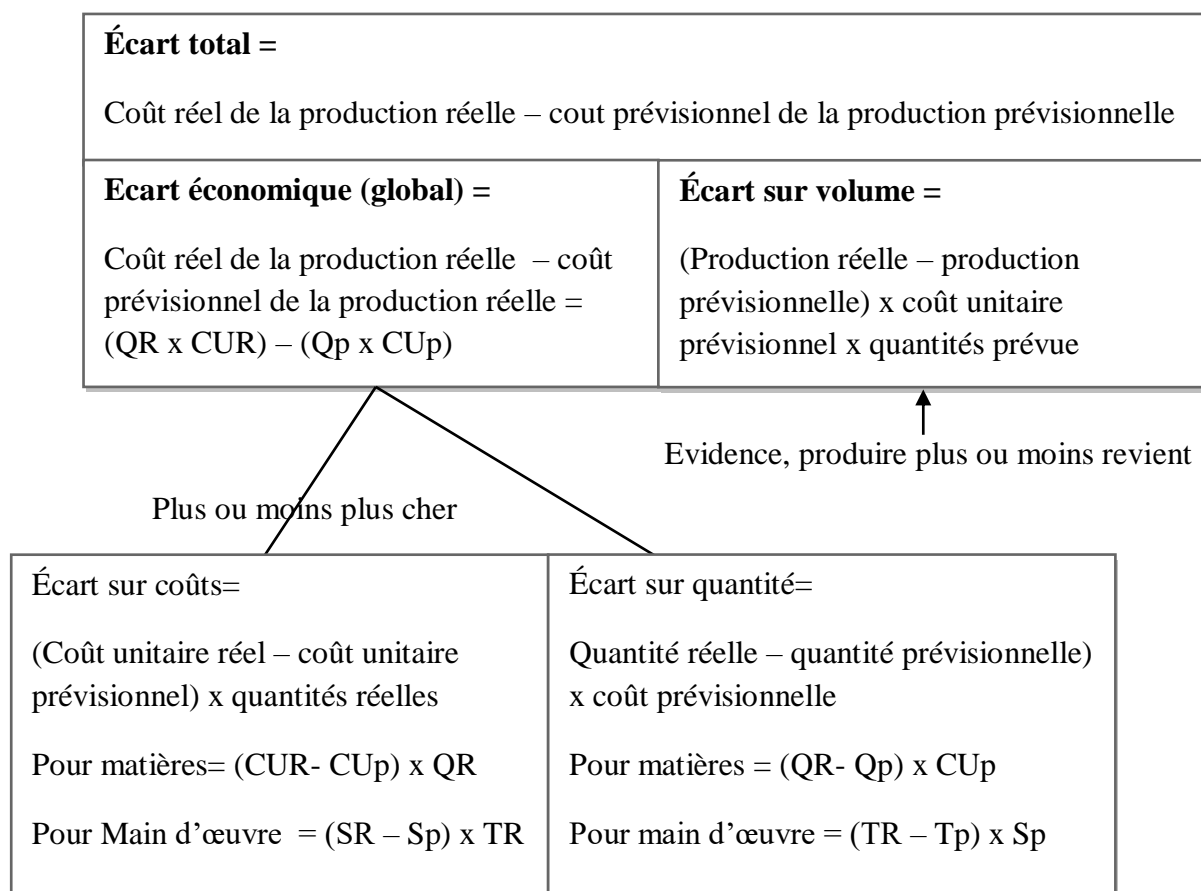 Écart total =
Coût réel de la production réelle – cout prévisionnel de la production prévisionnelle
Ecart économique (global) =
Coût réel de la production réelle – coût
prévisionnel de la production réelle =
(QR x CUR) – (Qp x CUp)
Écart sur volume =
(Production réelle – production
prévisionnelle) x coût unitaire
prévisionnel x quantités prévue
Evidence, produire plus ou moins revient
Plus ou moins plus cher
Écart sur coûts=
(Coût unitaire réel – coût unitaire
prévisionnel) x quantités réelles
Pour matières= (CUR- CUp) x QR
Pour Main d’œuvre = (SR – Sp) x TR
Écart sur quantité=
Quantité réelle – quantité prévisionnelle)
x coût prévisionnelle
Pour matières = (QR- Qp) x CUp
Pour main d’œuvre = (TR – Tp) x Sp